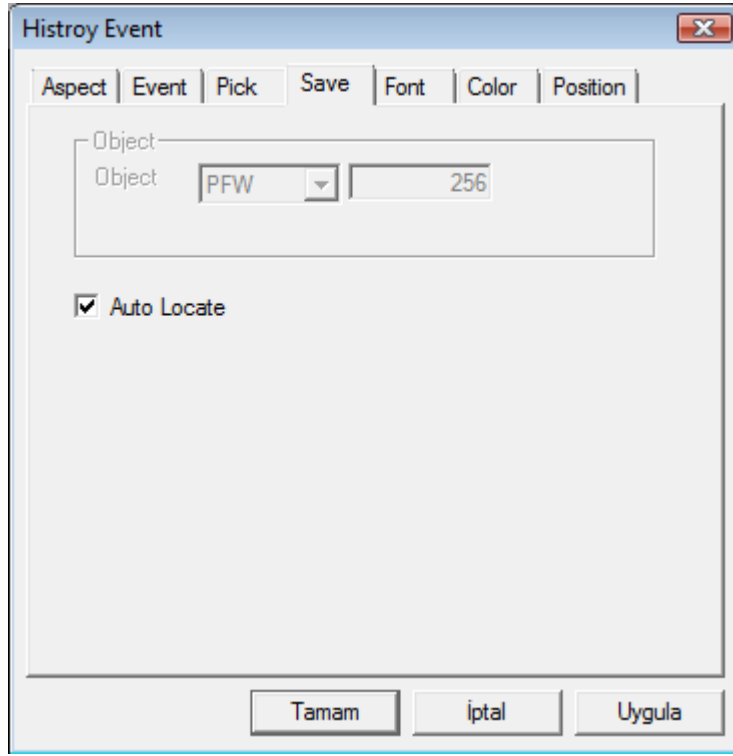 Histroy Event
Aspect Event Pick Save Font Color Position
Object
Object PFW 256
Auto Locate
Tamam İptal Uygula